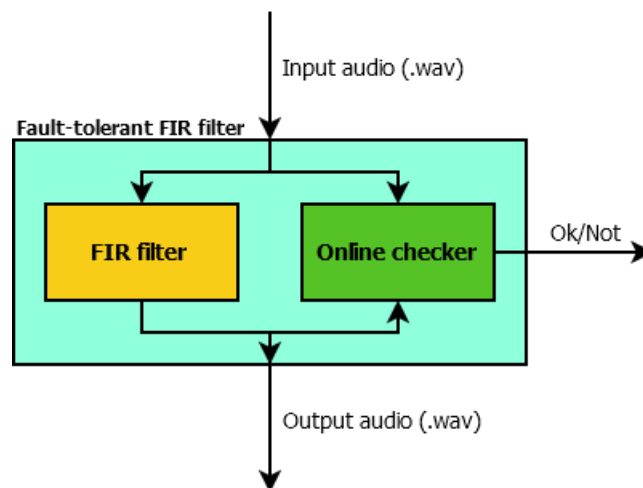 Input audio (.wav)
Fault-tolerant FIR filter
FIR filter
Online checker
Ok/Not
Output audio (.wav)